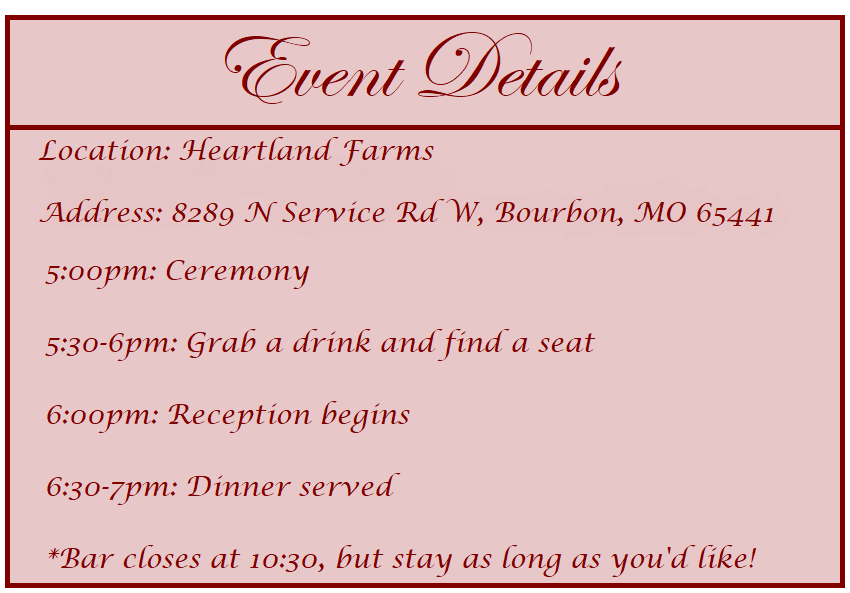 Event Details
Location: Heartland Farms
Address: 8289 N Service Rd W, Bourbon, MO 65441
5:00pm: Ceremony
5:30-6pm: Grab a drink and find a seat
6:00pm: Reception begins
6:30-7pm: Dinner served
*Bar closes at 10:30, but stay as long as you'd like!